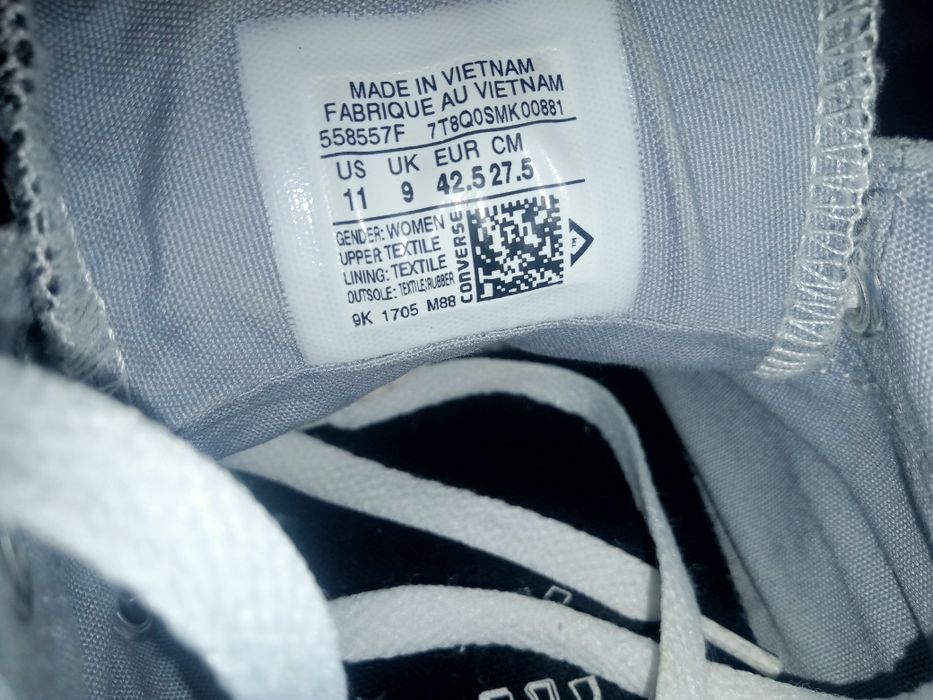 MADE IN VIETNAM
FABRIQUE AU VIETNAM
558557F 7T8Q0SMK00881
US UK EUR CM
11 9 42.5 27.5
GENDER: WOMEN
UPPER TEXTILE
LINING: TEXTILE
OUTSOLE: TEXTILE/RUBBER
CONVERSE
9K 1705 M88